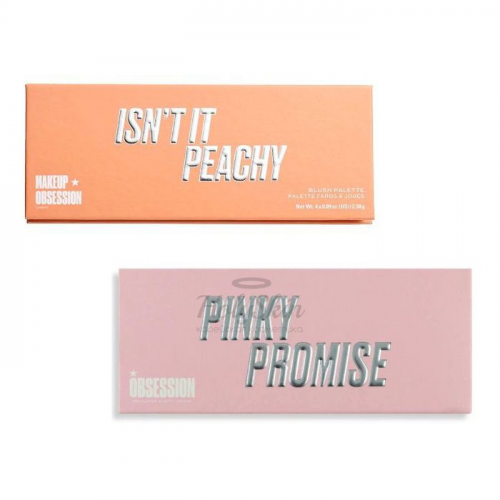 ISN'T IT
PEACHY
MAKEUP
OBSESSION
BLUSH PALETTE
PALETTE FARDS À JOUES
PINKY
PROMISE
OBSESSION